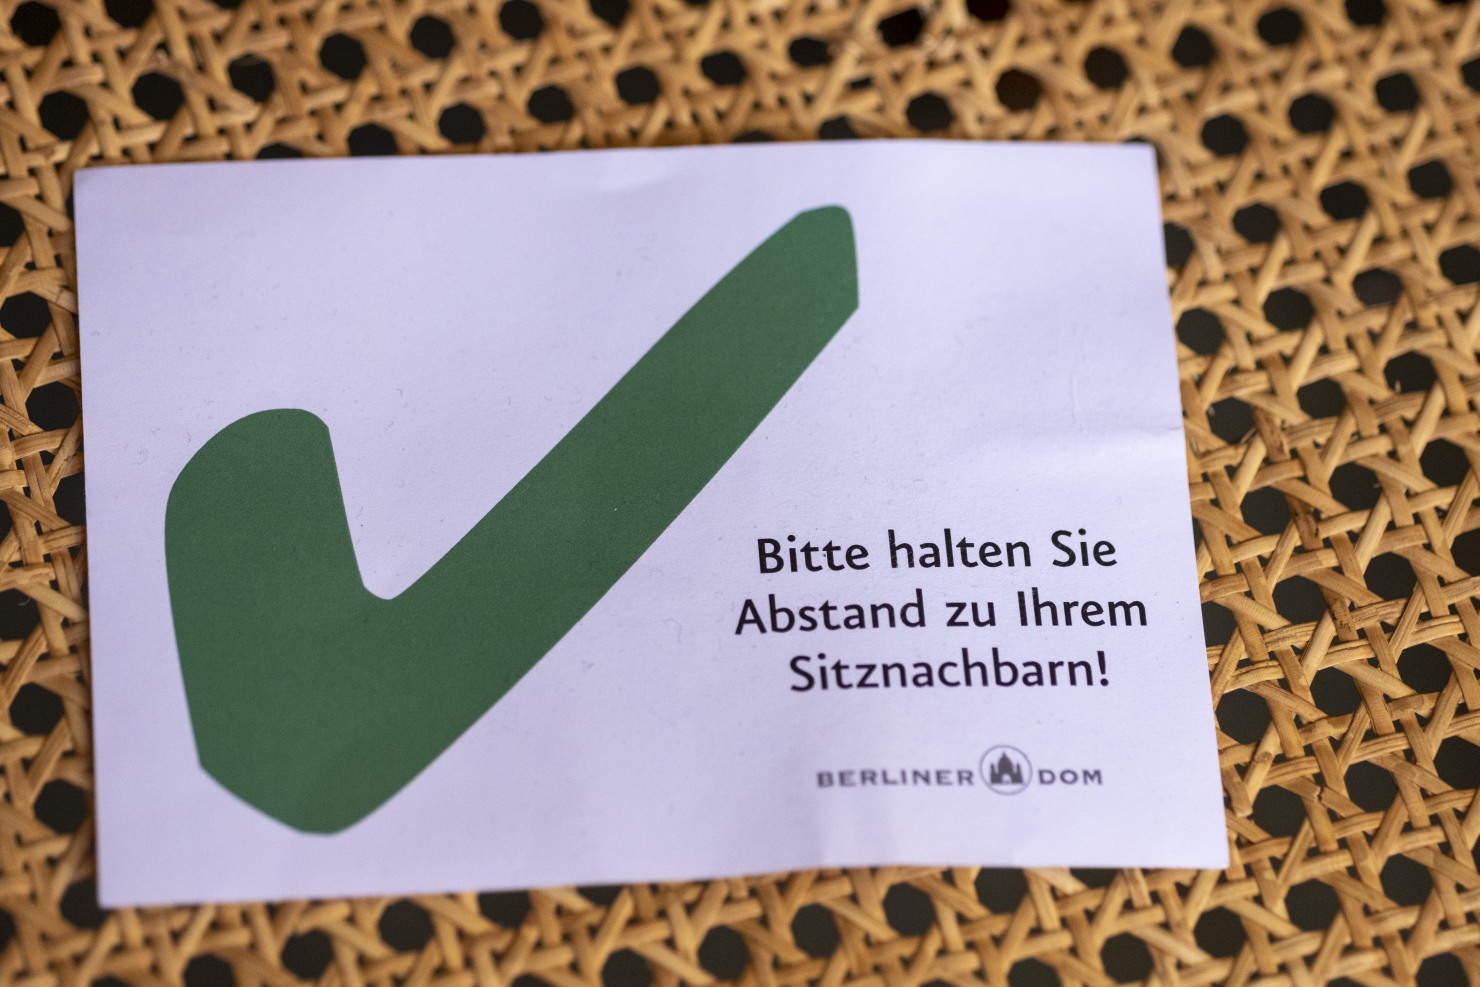 Bitte halten Sie
Abstand zu Ihrem
Sitznachbarn!
BERLINER DOM